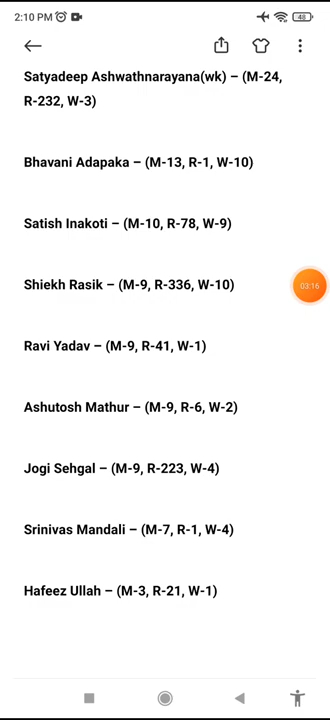 2:10 PM
48
Satyadeep Ashwathnarayana(wk) – (M-24,
R-232, W-3)
Bhavani Adapaka – (M-13, R-1, W-10)
Satish Inakoti – (M-10, R-78, W-9)
Shiekh Rasik – (M-9, R-336, W-10)
03:16
Ravi Yadav – (M-9, R-41, W-1)
Ashutosh Mathur – (M-9, R-6, W-2)
Jogi Sehgal – (M-9, R-223, W-4)
Srinivas Mandali – (M-7, R-1, W-4)
Hafeez Ullah – (M-3, R-21, W-1)